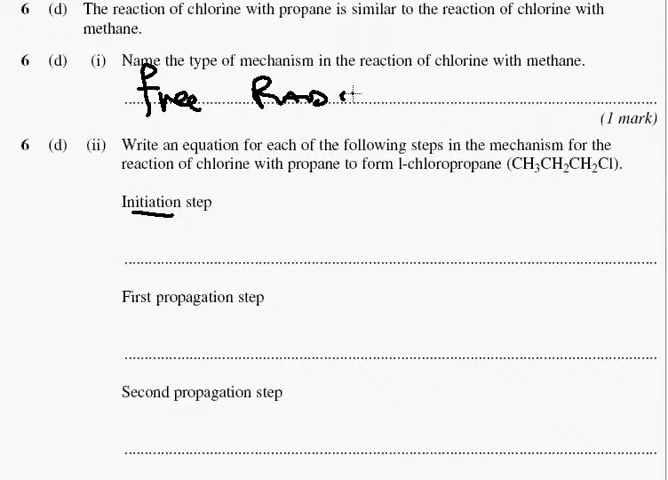 6 (d) The reaction of chlorine with propane is similar to the reaction of chlorine with
methane.
6 (d) (i) Name the type of mechanism in the reaction of chlorine with methane.
free RAD
(1 mark)
6 (d) (ii) Write an equation for each of the following steps in the mechanism for the
reaction of chlorine with propane to form l-chloropropane (CH₃CH₂CH₂Cl).
Initiation step
First propagation step
Second propagation step